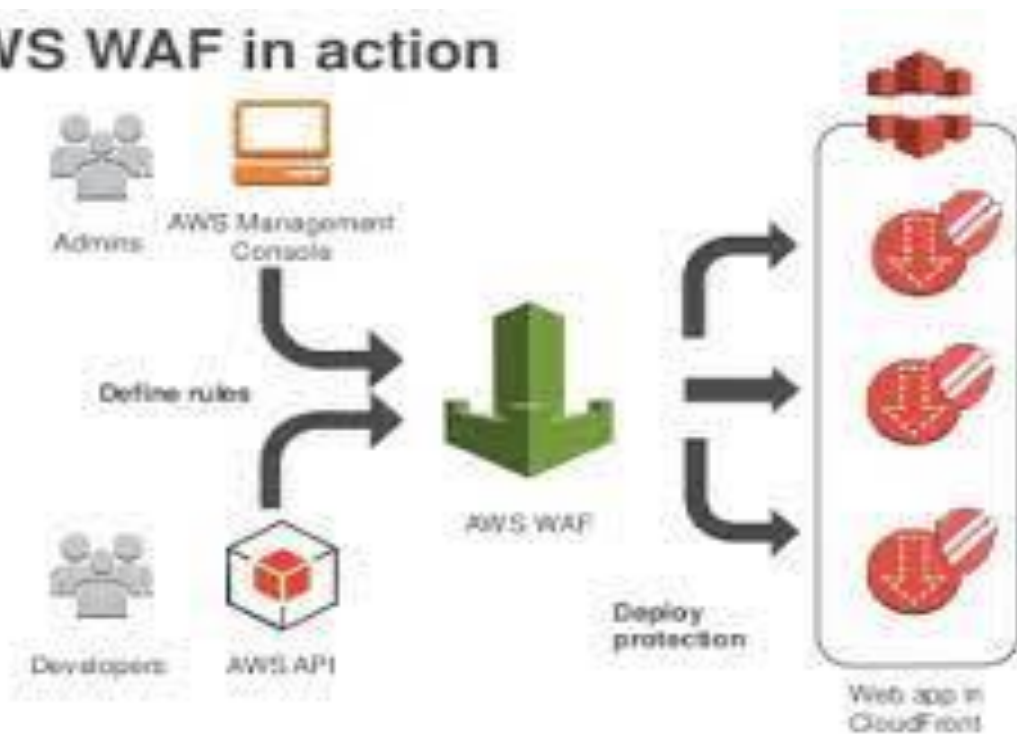 WS WAF in action
Admins
AWS Management
Console
Define rules
AWS WAF
Developers
AWS API
Deploy
protection
Web app in
CloudFront